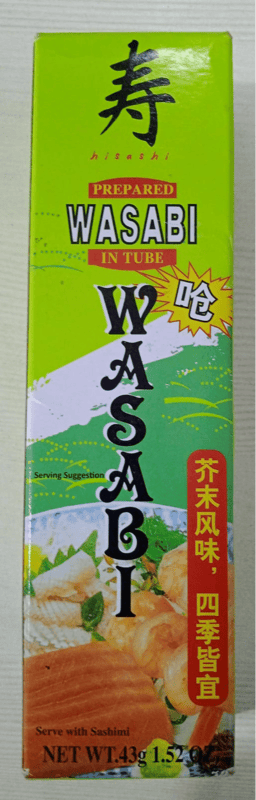 寿
hisashi
PREPARED
WASABI
IN TUBE
呛
WASABI
Serving Suggestion
芥末风味，四季皆宜
Serve with Sashimi
NET WT.43g 1.52